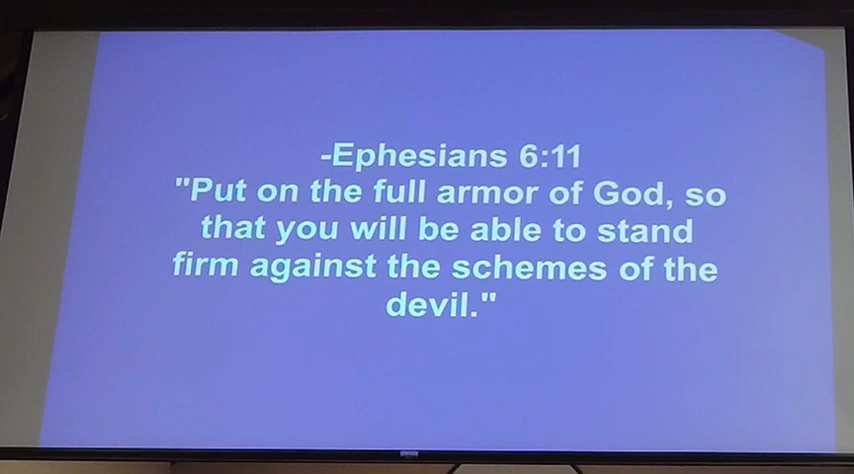 -Ephesians 6:11
"Put on the full armor of God, so
that you will be able to stand
firm against the schemes of the
devil."